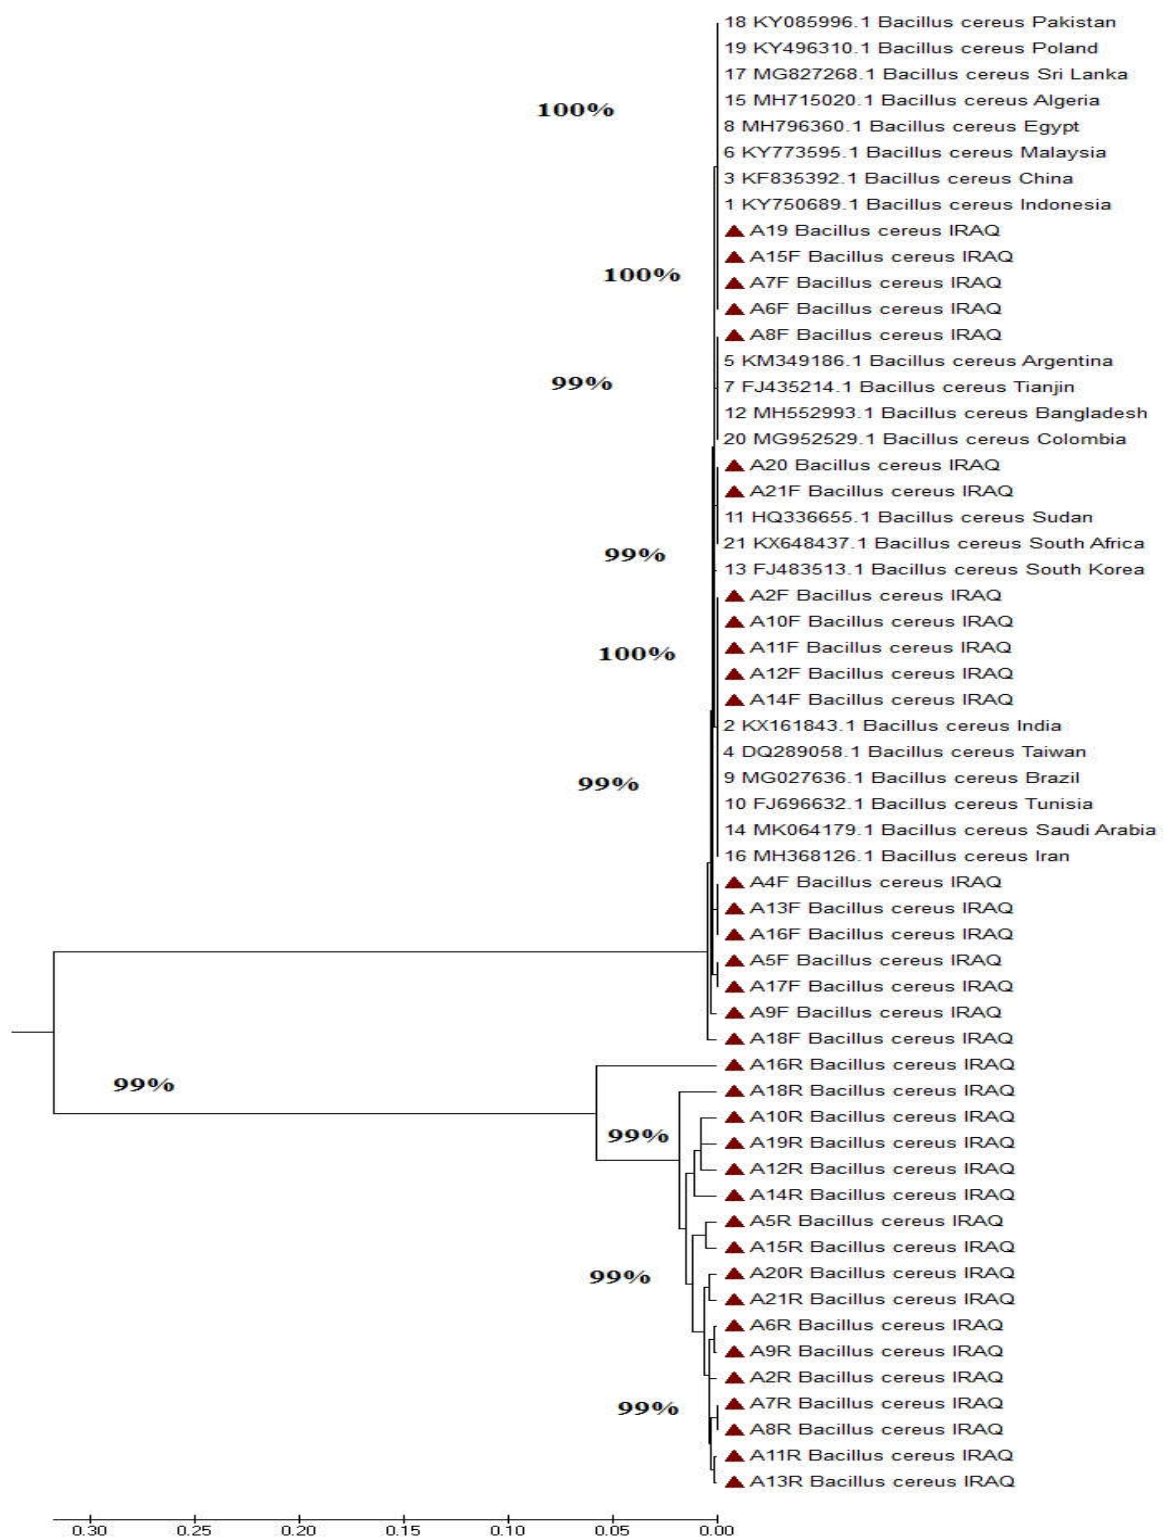 18 KY085996.1 Bacillus cereus Pakistan
19 KY496310.1 Bacillus cereus Poland
17 MG827268.1 Bacillus cereus Sri Lanka
15 MH715020.1 Bacillus cereus Algeria
100%
8 MH796360.1 Bacillus cereus Egypt
6 KY773595.1 Bacillus cereus Malaysia
3 KF835392.1 Bacillus cereus China
1 KY750689.1 Bacillus cereus Indonesia
A19 Bacillus cereus IRAQ
A15F Bacillus cereus IRAQ
100%
A7F Bacillus cereus IRAQ
A6F Bacillus cereus IRAQ
A8F Bacillus cereus IRAQ
5 KM349186.1 Bacillus cereus Argentina
99%
7 FJ435214.1 Bacillus cereus Tianjin
12 MH552993.1 Bacillus cereus Bangladesh
20 MG952529.1 Bacillus cereus Colombia
A20 Bacillus cereus IRAQ
A21F Bacillus cereus IRAQ
11 HQ336655.1 Bacillus cereus Sudan
21 KX648437.1 Bacillus cereus South Africa
99%
13 FJ483513.1 Bacillus cereus South Korea
A2F Bacillus cereus IRAQ
A10F Bacillus cereus IRAQ
A11F Bacillus cereus IRAQ
100%
A12F Bacillus cereus IRAQ
A14F Bacillus cereus IRAQ
2 KX161843.1 Bacillus cereus India
4 DQ289058.1 Bacillus cereus Taiwan
9 MG027636.1 Bacillus cereus Brazil
99%
10 FJ696632.1 Bacillus cereus Tunisia
14 MK064179.1 Bacillus cereus Saudi Arabia
16 MH368126.1 Bacillus cereus Iran
A4F Bacillus cereus IRAQ
A13F Bacillus cereus IRAQ
A16F Bacillus cereus IRAQ
A5F Bacillus cereus IRAQ
A17F Bacillus cereus IRAQ
A9F Bacillus cereus IRAQ
A18F Bacillus cereus IRAQ
A16R Bacillus cereus IRAQ
99%
A18R Bacillus cereus IRAQ
A10R Bacillus cereus IRAQ
99%
A19R Bacillus cereus IRAQ
A12R Bacillus cereus IRAQ
A14R Bacillus cereus IRAQ
A5R Bacillus cereus IRAQ
A15R Bacillus cereus IRAQ
A20R Bacillus cereus IRAQ
99%
A21R Bacillus cereus IRAQ
A6R Bacillus cereus IRAQ
A9R Bacillus cereus IRAQ
A2R Bacillus cereus IRAQ
A7R Bacillus cereus IRAQ
99%
A8R Bacillus cereus IRAQ
A11R Bacillus cereus IRAQ
A13R Bacillus cereus IRAQ
0.30 0.25 0.20 0.15 0.10 0.05 0.00